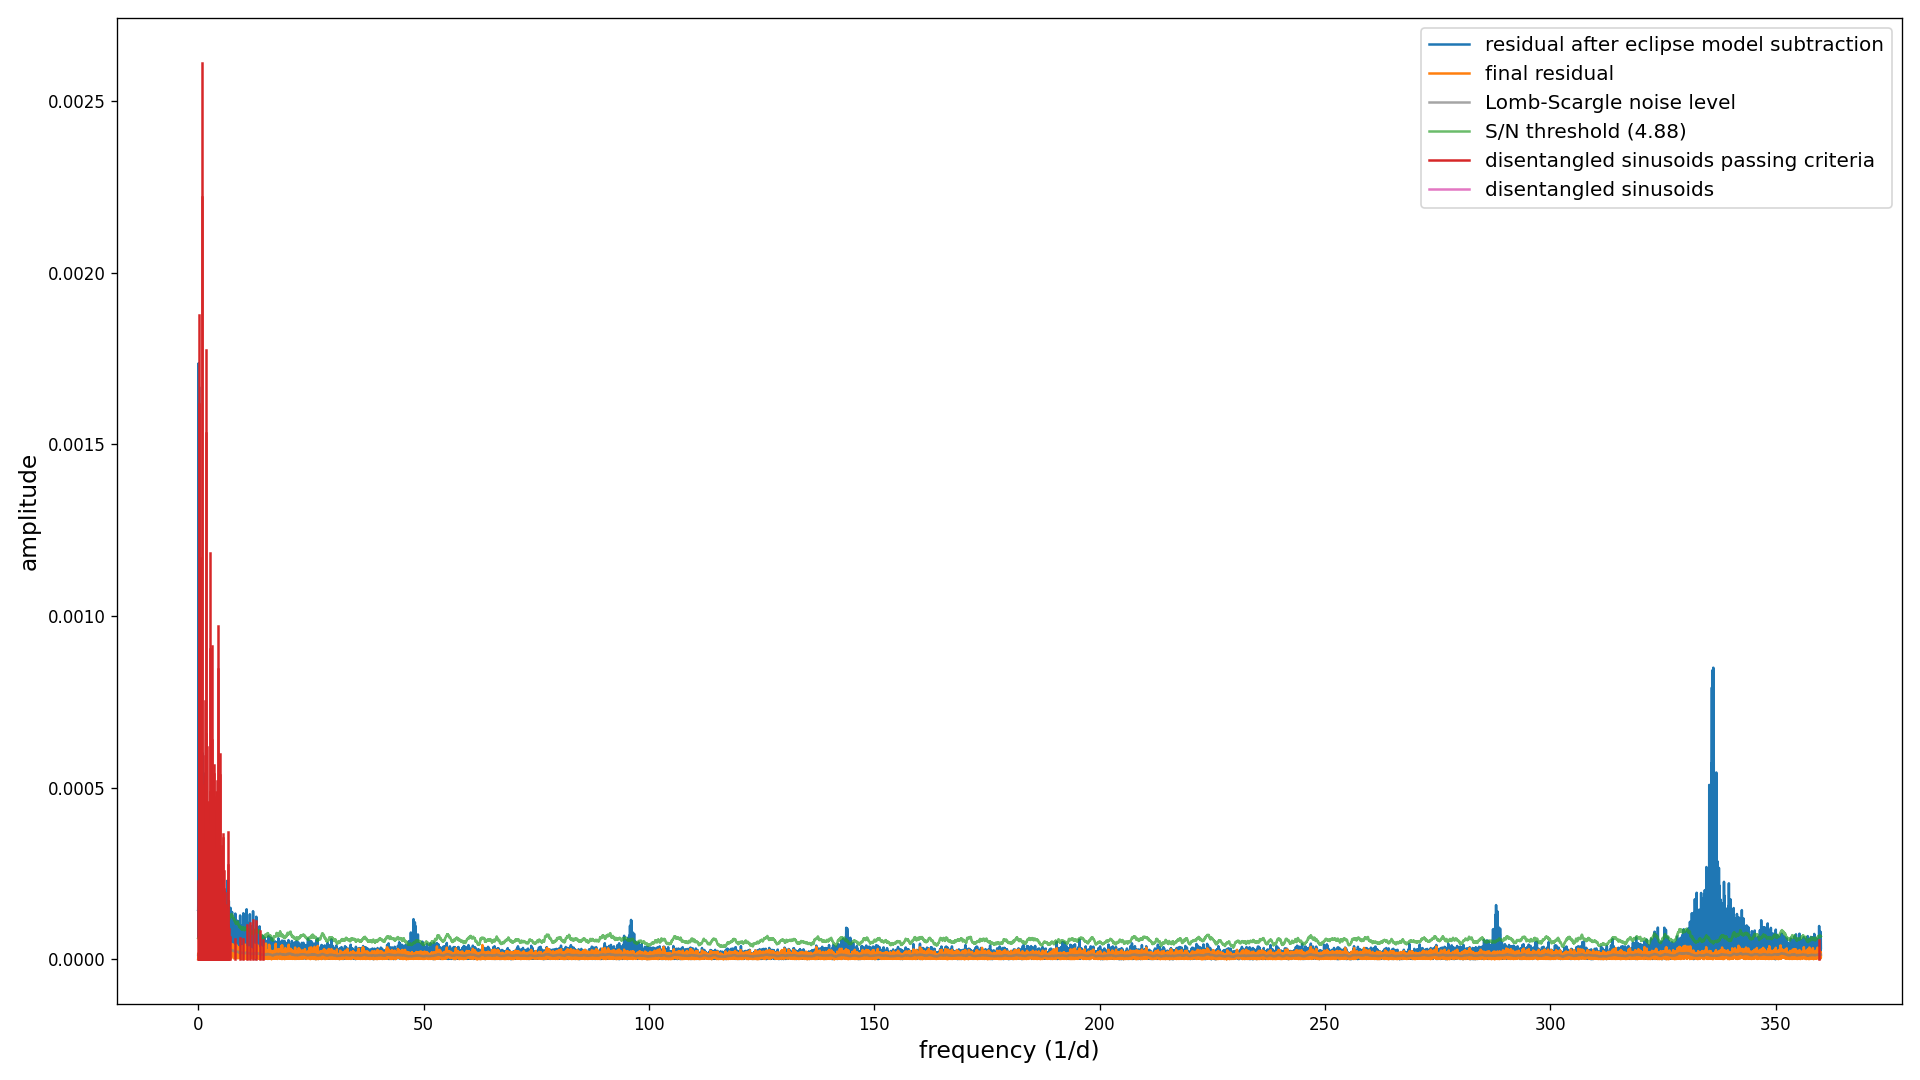 residual after eclipse model subtraction
final residual
Lomb-Scargle noise level
S/N threshold (4.88)
disentangled sinusoids passing criteria
disentangled sinusoids
0.0025
0.0020
0.0015
0.0010
0.0005
0.0000
amplitude
0 50 100 150 200 250 300 350
frequency (1/d)